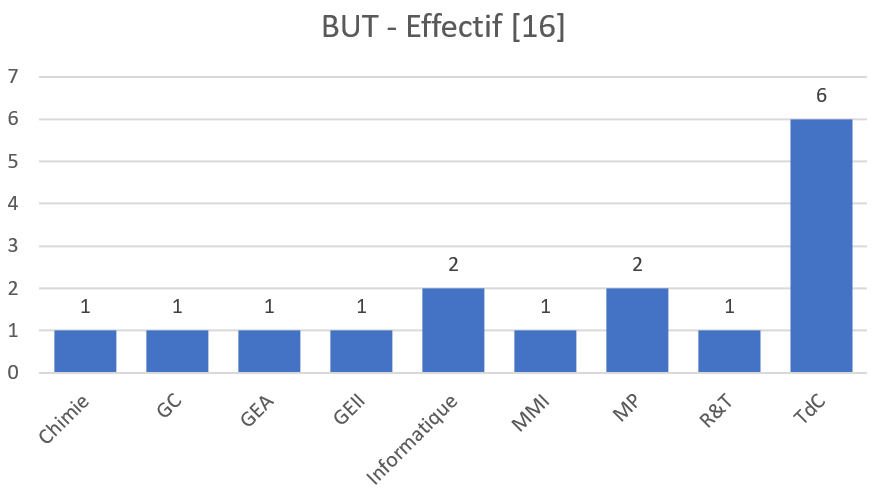 BUT - Effectif [16]
7
6
5
4
3
2
1
0
1
1
1
1
2
1
2
1
6
Chimie
GC
GEA
GEII
Informatique
MMI
MP
R&T
TdC